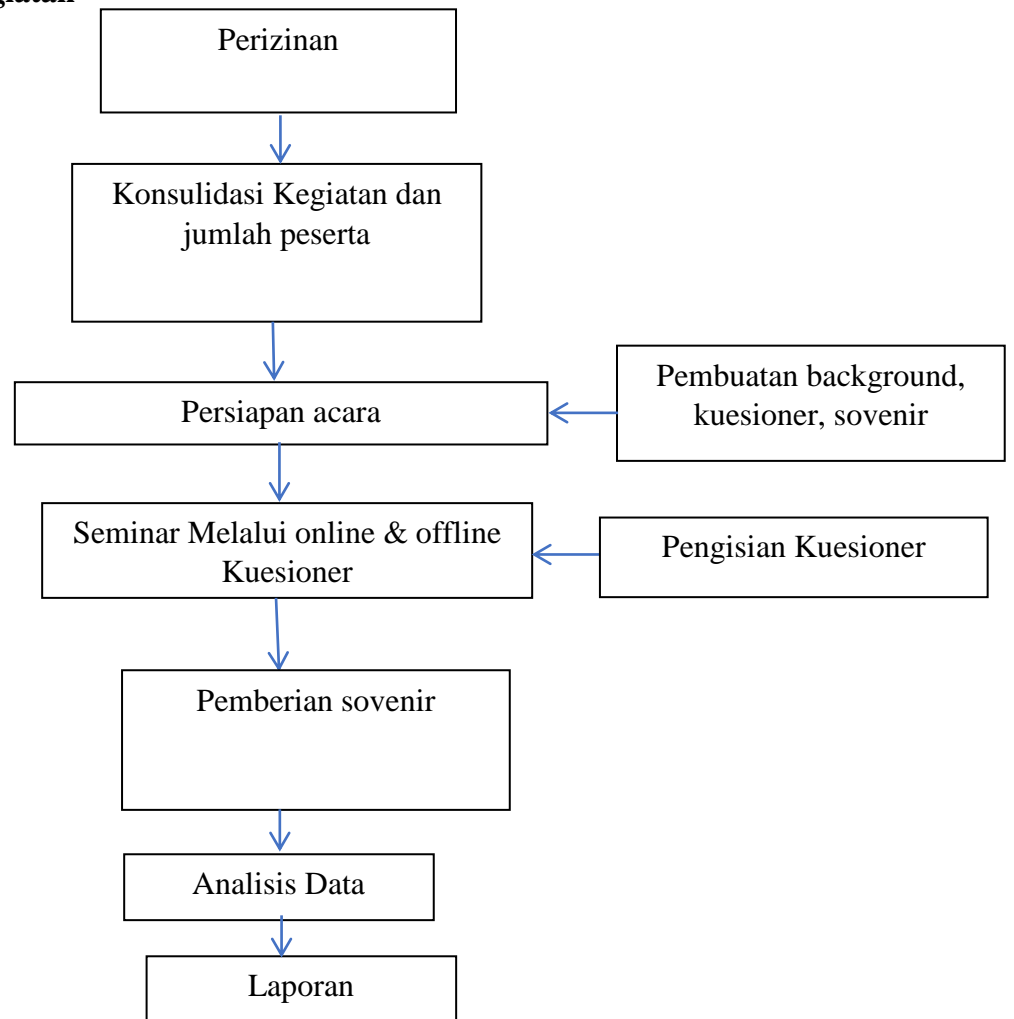 Perizinan
Konsulidasi Kegiatan dan
jumlah peserta
Persiapan acara
Pembuatan background,
kuesioner, sovenir
Seminar Melalui online & offline
Kuesioner
Pengisian Kuesioner
Pemberian sovenir
Analisis Data
Laporan